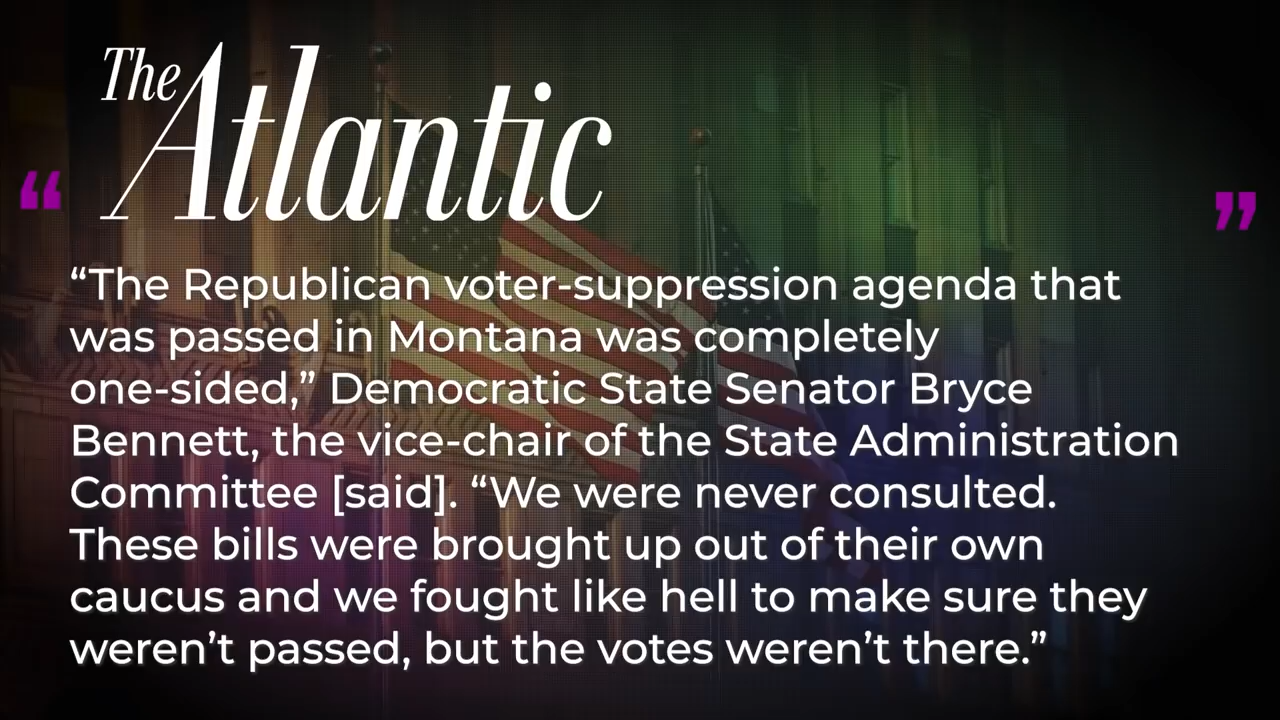 The Atlantic
“ ”
“The Republican voter-suppression agenda that
was passed in Montana was completely
one-sided,” Democratic State Senator Bryce
Bennett, the vice-chair of the State Administration
Committee [said]. “We were never consulted.
These bills were brought up out of their own
caucus and we fought like hell to make sure they
weren’t passed, but the votes weren’t there.”